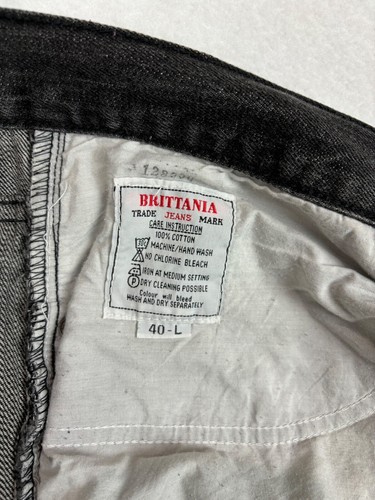 BRITTANIA
TRADE JEANS MARK
CARE INSTRUCTION
100% COTTON
MACHINE/HAND WASH
NO CHLORINE BLEACH
IRON AT MEDIUM SETTING
P DRY CLEANING POSSIBLE
Colour will bleed
WASH AND DRY SEPARATELY
40-L